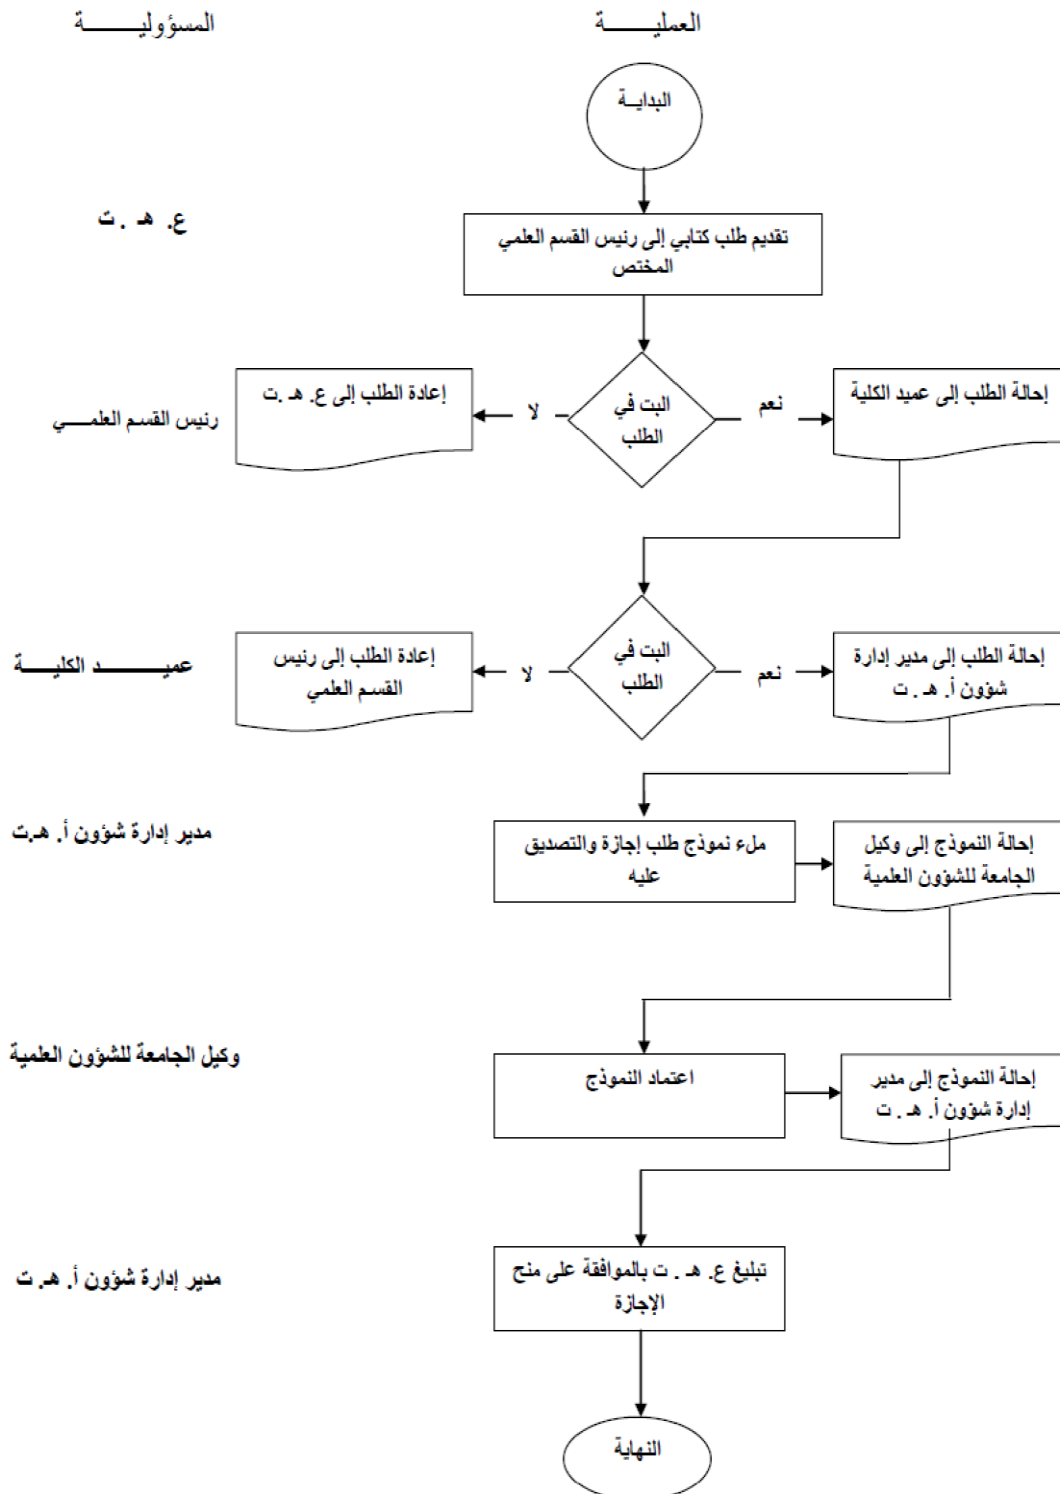 العمليـــــــة
المسؤوليـــــــة
البدايــة
ع. هـ . ت
تقديم طلب كتابي إلى رئيس القسم العلمي
المختص
إحالة الطلب إلى عميد الكلية
نعم
البت في
الطلب
لا
إعادة الطلب إلى ع. هـ .ت
رئيس القسم العلمــــي
إحالة الطلب إلى مدير إدارة
شؤون أ. هـ . ت
نعم
البت في
الطلب
لا
إعادة الطلب إلى رئيس
القسم العلمي
عميـــــــــد الكليـــــة
إحالة النموذج إلى وكيل
الجامعة للشؤون العلمية
ملء نموذج طلب إجازة والتصديق
عليه
مدير إدارة شؤون أ. هـ.ت
إحالة النموذج إلى مدير
إدارة شؤون أ. هـ . ت
اعتماد النموذج
وكيل الجامعة للشؤون العلمية
تبليغ ع. هـ . ت بالموافقة على منح
الإجازة
مدير إدارة شؤون أ. هـ. ت
النهاية